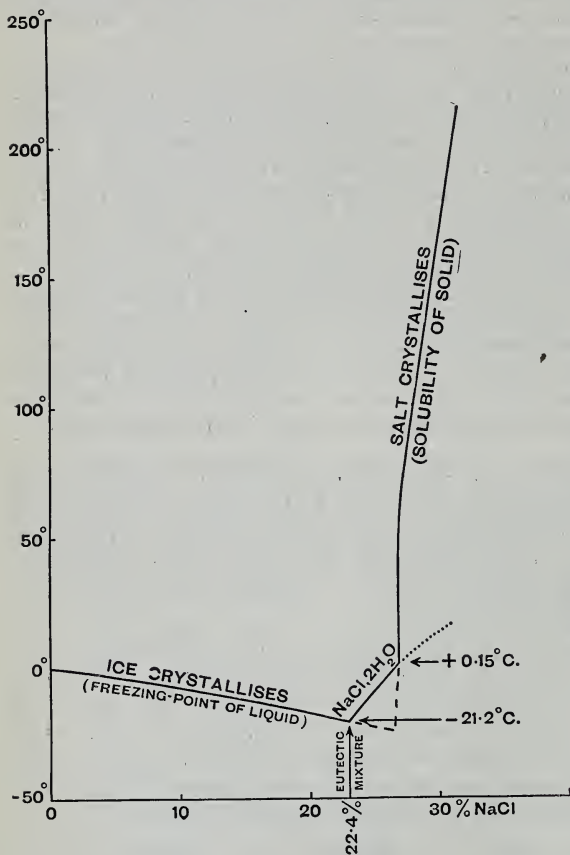 250°
200°
150°
100°
50°
0°
-50°
SALT CRYSTALLISES
(SOLUBILITY OF SOLID)
ICE CRYSTALLISES
(FREEZING-POINT OF LIQUID)
NaCl.2H₂O
+ 0·15°C.
- 21·2°C.
EUTECTIC
MIXTURE
0
10
20
30 % NaCl
22·4 %